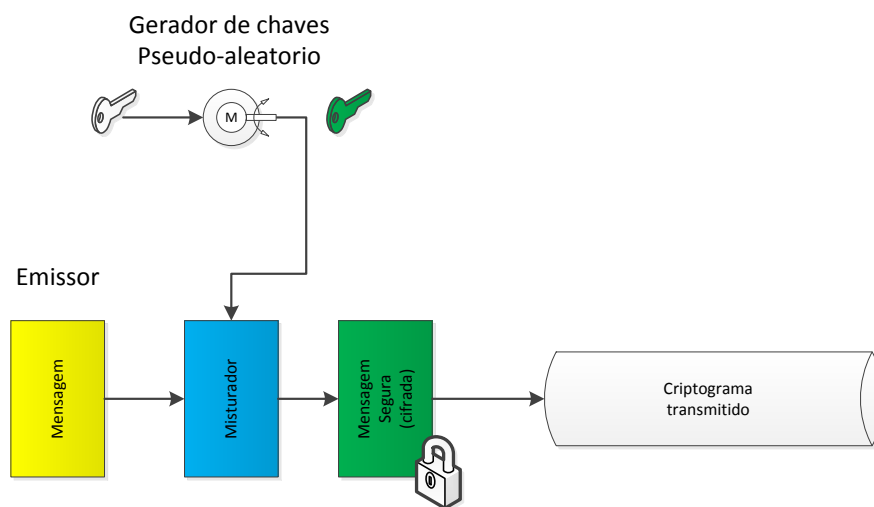 Gerador de chaves
Pseudo-aleatorio
M
Emissor
Mensagem
Misturador
Mensagem
Segura
(cifrada)
Criptograma
transmitido